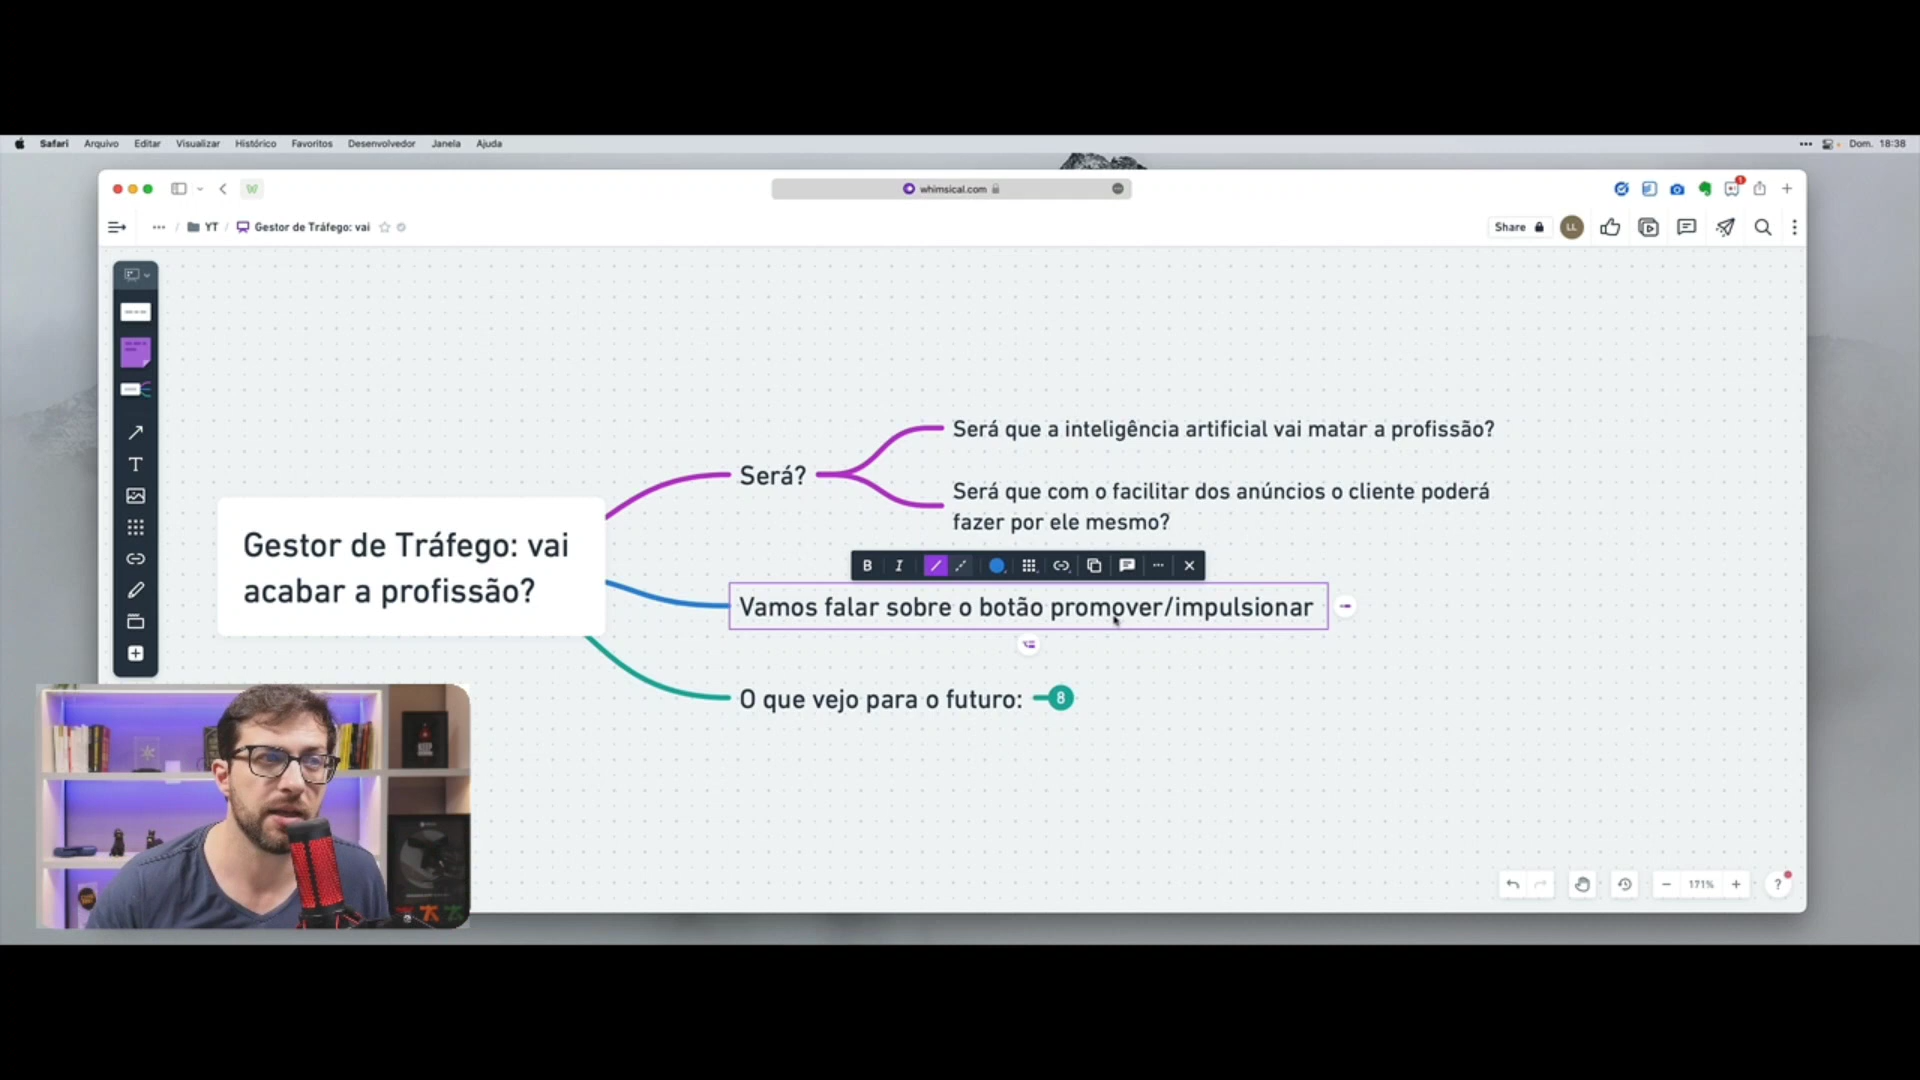 Safari Arquivo Editar Visualizar Histórico Favoritos Desenvolvedor Janela Ajuda
Dom. 18:38
whimsical.com
1
YT / Gestor de Tráfego: vai
Share
LL
Será que a inteligência artificial vai matar a profissão?
Será?
Será que com o facilitar dos anúncios o cliente poderá
fazer por ele mesmo?
Gestor de Tráfego: vai
acabar a profissão?
B I
Vamos falar sobre o botão promover/impulsionar
O que vejo para o futuro:
8
171%
?